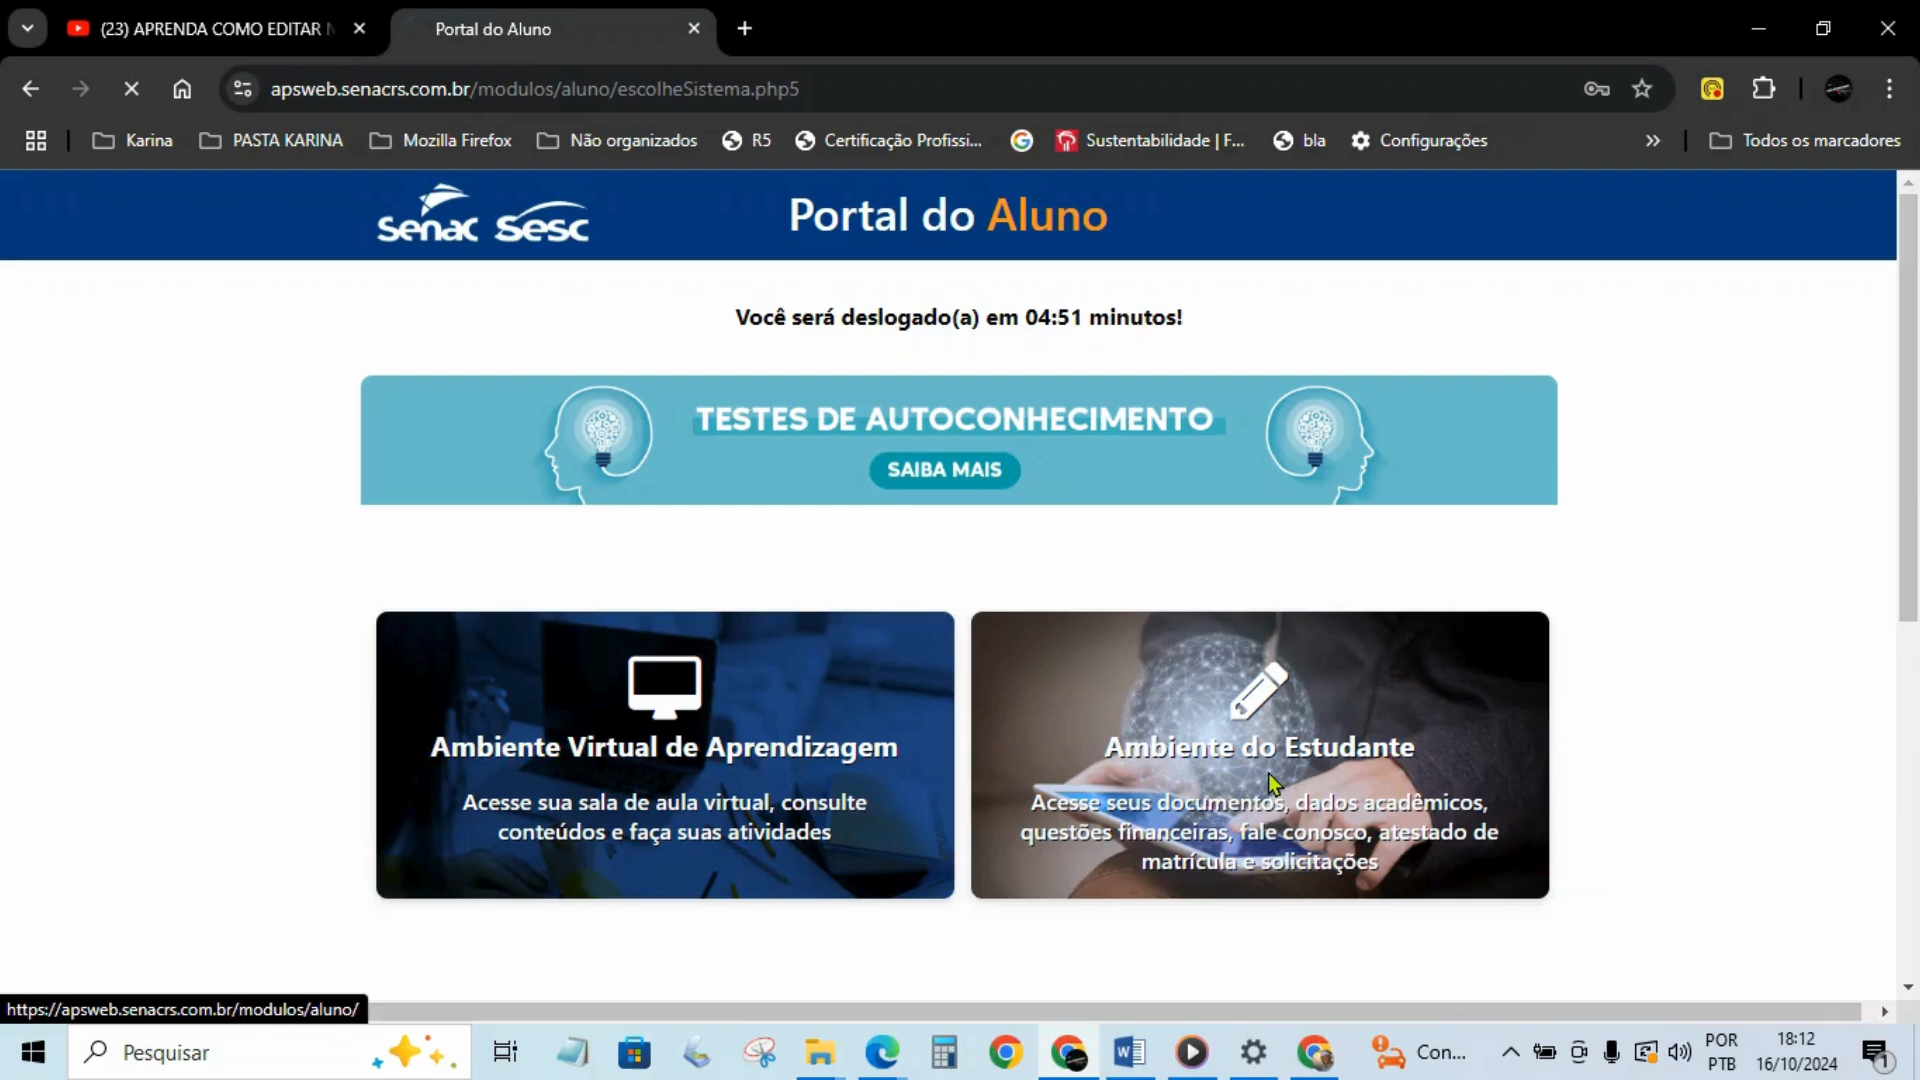 (23) APRENDA COMO EDITAR
Portal do Aluno
apsweb.senacrs.com.br/modulos/aluno/escolheSistema.php5
Karina
PASTA KARINA
Mozilla Firefox
Não organizados
R5
Certificação Profissi...
Sustentabilidade | F...
bla
Configurações
Todos os marcadores
Senac Sesc
Portal do Aluno
Você será deslogado(a) em 04:51 minutos!
TESTES DE AUTOCONHECIMENTO
SAIBA MAIS
Ambiente Virtual de Aprendizagem
Acesse sua sala de aula virtual, consulte
conteúdos e faça suas atividades
Ambiente do Estudante
Acesse seus documentos, dados acadêmicos,
questões financeiras, fale conosco, atestado de
matrícula e solicitações
https://apsweb.senacrs.com.br/modulos/aluno/
Pesquisar
Con...
POR
PTB
18:12
16/10/2024
1